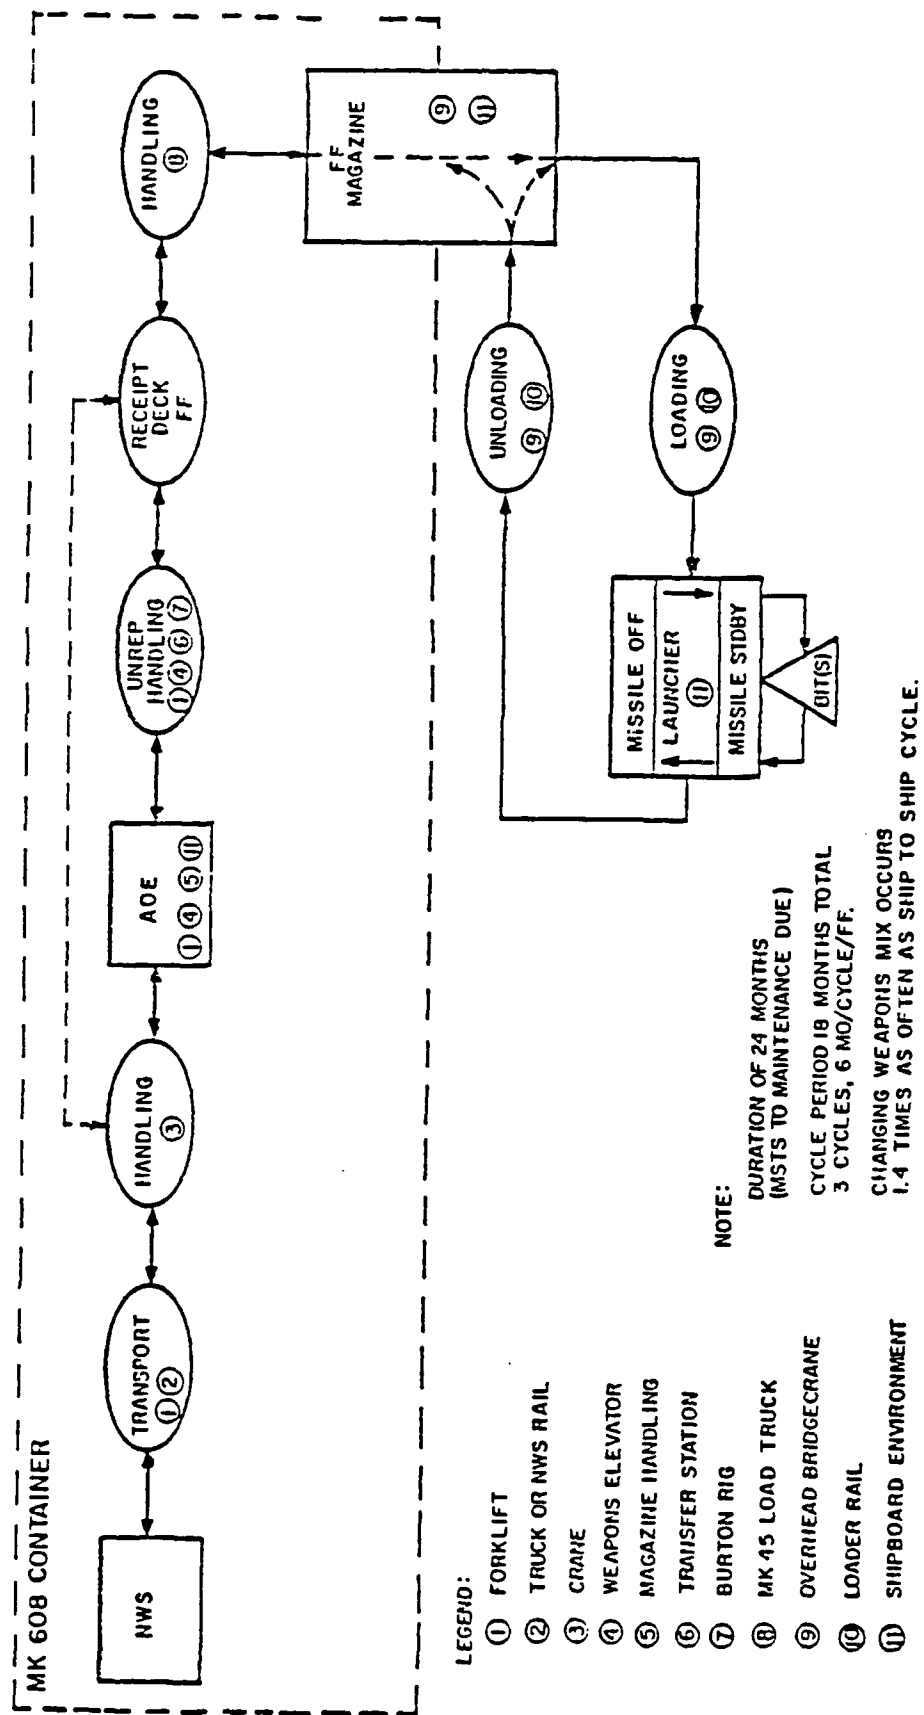 MK 608 CONTAINER
NWS
TRANSPORT
① ②
HANDLING
③
AOE
① ④ ⑤ ⑪
UNREP
HANDLING
① ④ ⑥ ⑦
RECEIPT
DECK
FF
HANDLING
⑧
FF
MAGAZINE
⑨
⑪
UNLOADING
⑨ ⑩
LOADING
⑨ ⑩
MISSILE OFF
LAUNCHER
⑪
MISSILE STDBY
BIT(S)
LEGEND:
① FORKLIFT
② TRUCK OR NWS RAIL
③ CRANE
④ WEAPONS ELEVATOR
⑤ MAGAZINE HANDLING
⑥ TRANSFER STATION
⑦ BURTON RIG
⑧ MK 45 LOAD TRUCK
⑨ OVERHEAD BRIDGECRANE
⑩ LOADER RAIL
⑪ SHIPBOARD ENVIRONMENT
NOTE:
DURATION OF 24 MONTHS
(MSTS TO MAINTENANCE DUE)
CYCLE PERIOD 18 MONTHS TOTAL
3 CYCLES, 6 MO/CYCLE/FF.
CHANGING WEAPONS MIX OCCURS
1.4 TIMES AS OFTEN AS SHIP TO SHIP CYCLE.